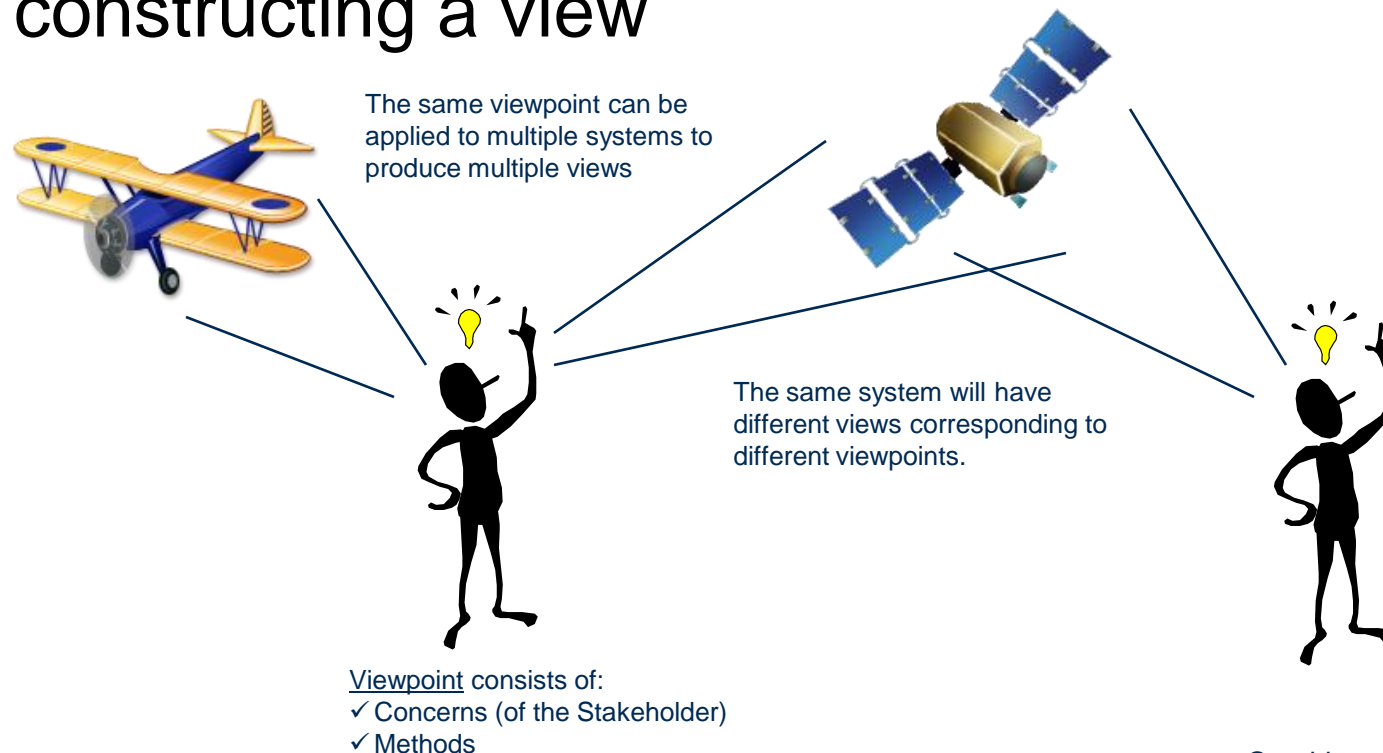 constructing a view
The same viewpoint can be
applied to multiple systems to
produce multiple views
The same system will have
different views corresponding to
different viewpoints.
Viewpoint consists of:
✓ Concerns (of the Stakeholder)
✓ Methods